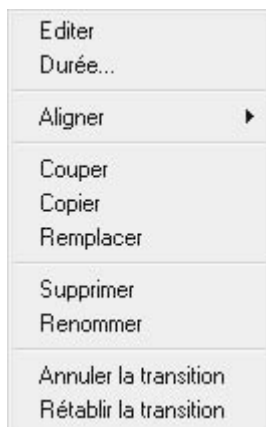 Editer
Durée...
Aligner
Couper
Copier
Remplacer
Supprimer
Renommer
Annuler la transition
Rétablir la transition